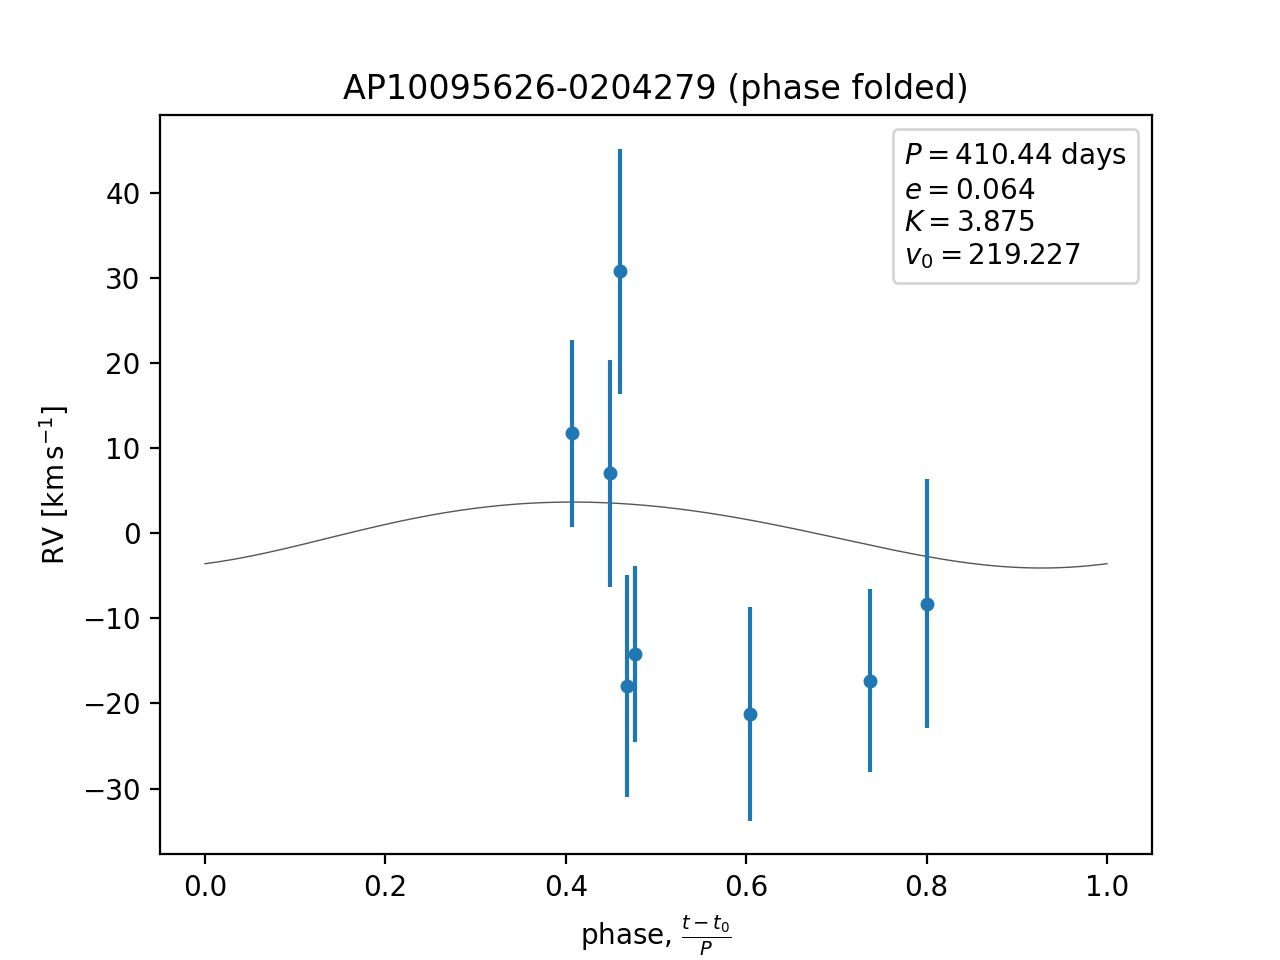 AP10095626-0204279 (phase folded)
P = 410.44 days
e = 0.064
K = 3.875
v₀ = 219.227
40
30
20
10
0
−10
−20
−30
RV [km s⁻¹]
0.0 0.2 0.4 0.6 0.8 1.0
phase, (t − t₀)/P